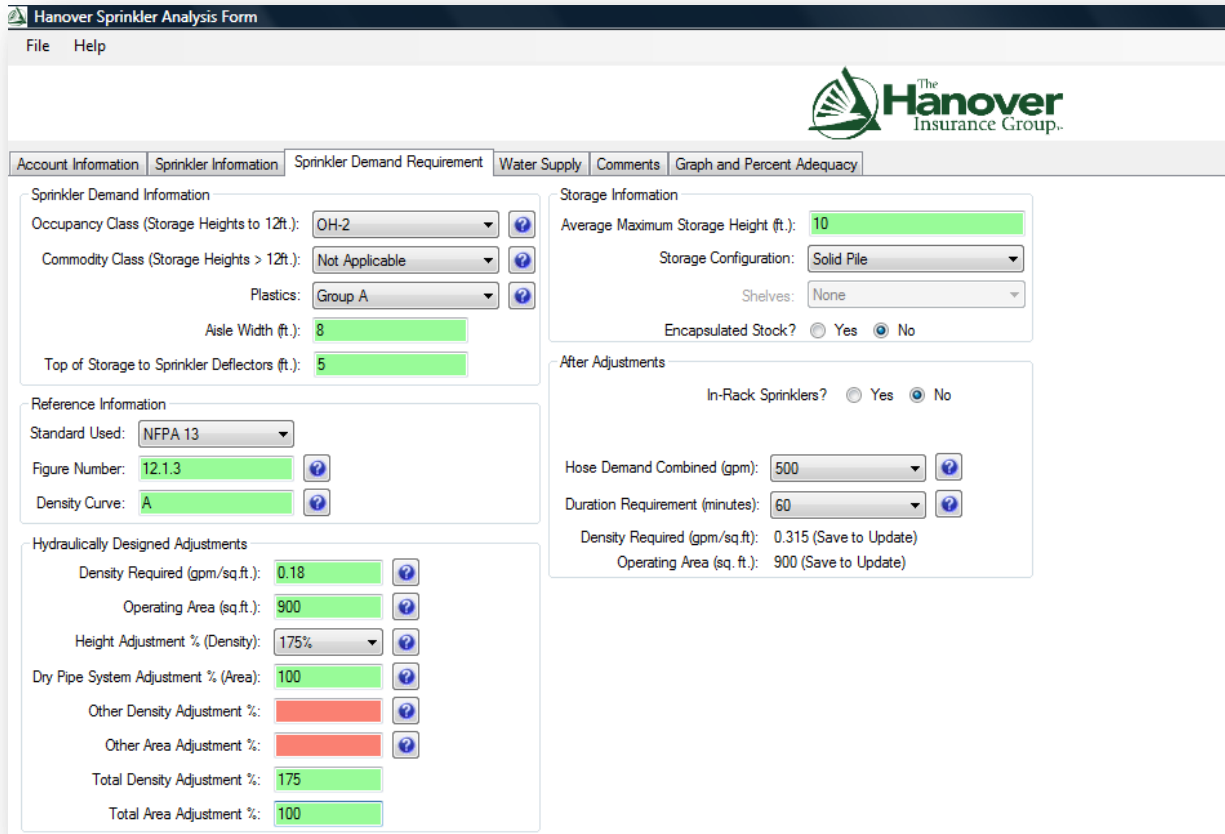 Hanover Sprinkler Analysis Form
File Help
The
Hanover
Insurance Group
Account Information Sprinkler Information Sprinkler Demand Requirement Water Supply Comments Graph and Percent Adequacy
Sprinkler Demand Information
Occupancy Class (Storage Heights to 12ft.): OH-2
Commodity Class (Storage Heights > 12ft.): Not Applicable
Plastics: Group A
Aisle Width (ft.): 8
Top of Storage to Sprinkler Deflectors (ft.): 5
Reference Information
Standard Used: NFPA 13
Figure Number: 12.1.3
Density Curve: A
Hydraulically Designed Adjustments
Density Required (gpm/sq.ft.): 0.18
Operating Area (sq.ft.): 900
Height Adjustment % (Density): 175%
Dry Pipe System Adjustment % (Area): 100
Other Density Adjustment %:
Other Area Adjustment %:
Total Density Adjustment %: 175
Total Area Adjustment %: 100
Storage Information
Average Maximum Storage Height (ft.): 10
Storage Configuration: Solid Pile
Shelves: None
Encapsulated Stock? Yes No
After Adjustments
In-Rack Sprinklers? Yes No
Hose Demand Combined (gpm): 500
Duration Requirement (minutes): 60
Density Required (gpm/sq.ft): 0.315 (Save to Update)
Operating Area (sq. ft.): 900 (Save to Update)